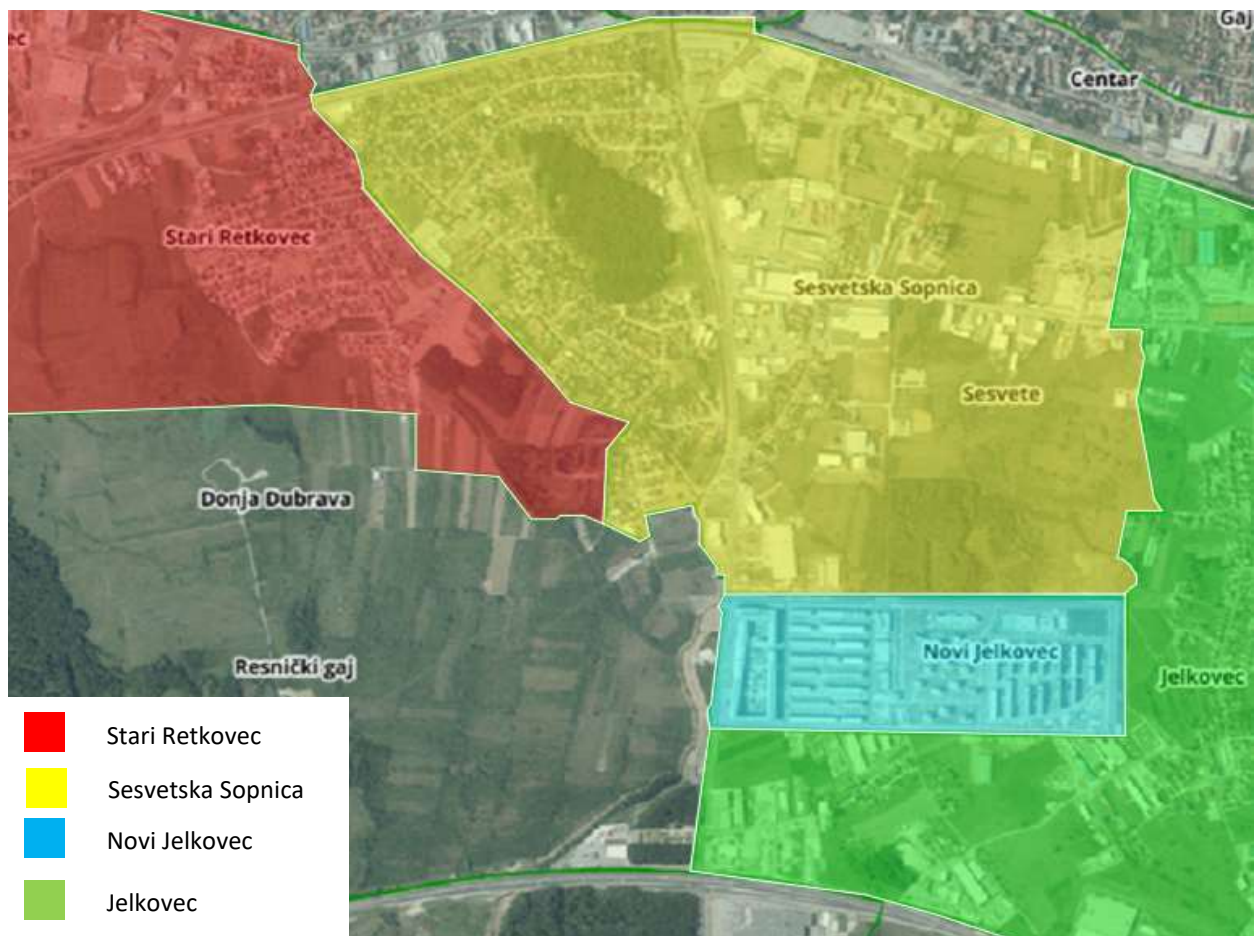 Gaj
ec
Centar
Stari Retkovec
Sesvetska Sopnica
Sesvete
Donja Dubrava
Novi Jelkovec
Resnički gaj
Jelkovec
Stari Retkovec
Sesvetska Sopnica
Novi Jelkovec
Jelkovec